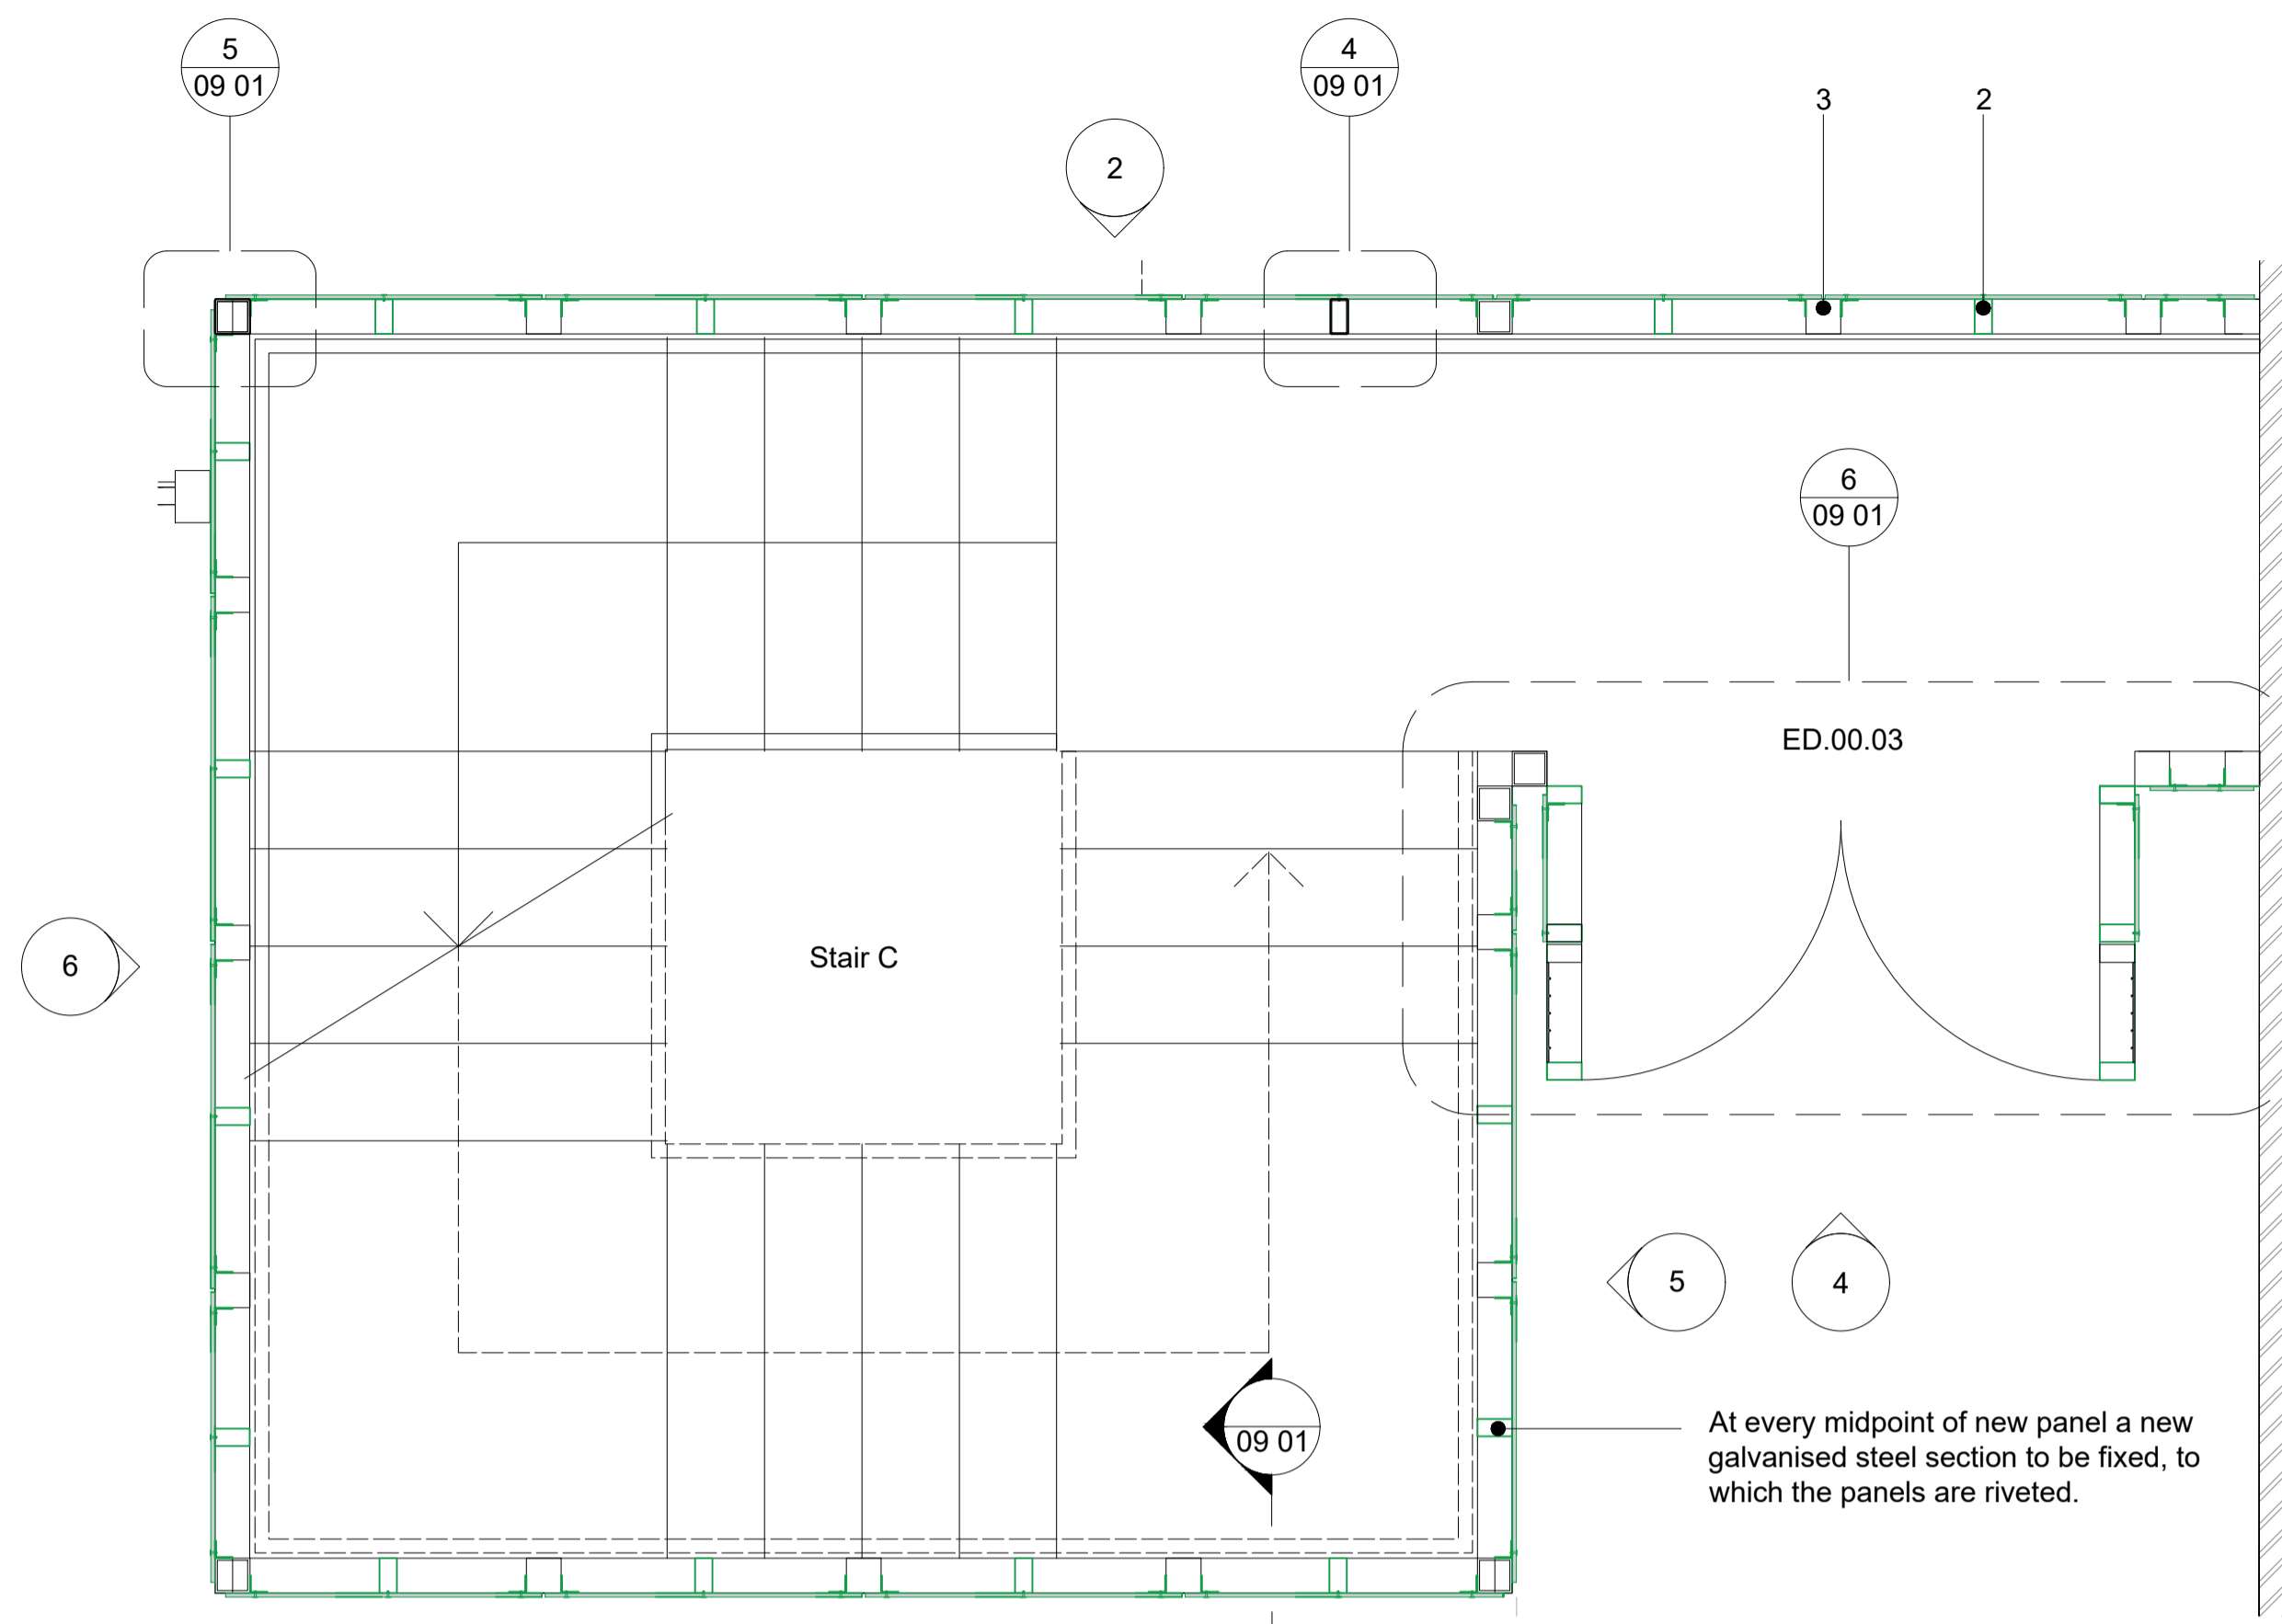 5
09 01
4
09 01
3
2
2
6
09 01
ED.00.03
Stair C
6
5
4
09 01
At every midpoint of new panel a new
galvanised steel section to be fixed, to
which the panels are riveted.